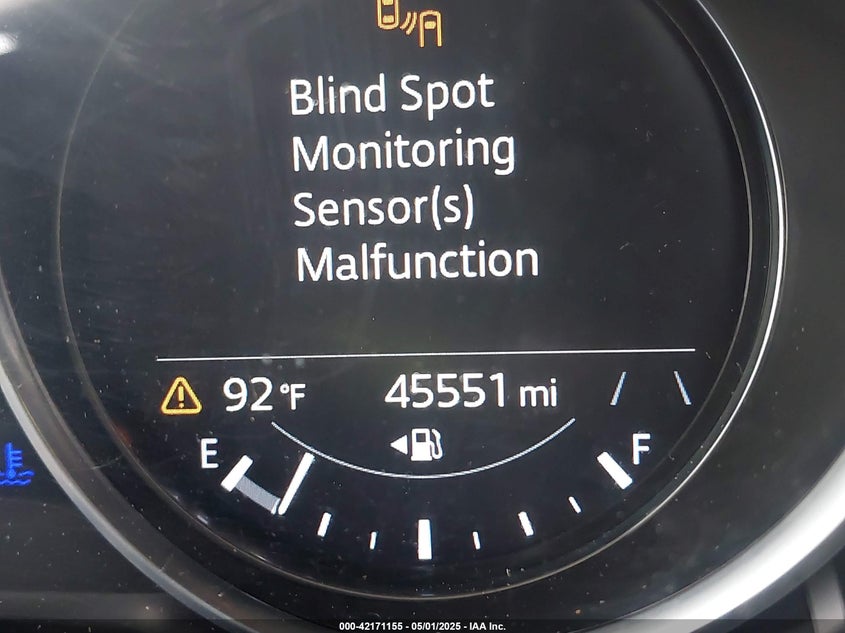 Blind Spot
Monitoring
Sensor(s)
Malfunction
92 °F 45551 mi
E F
000-42171155 - 05/01/2025 - IAA Inc.